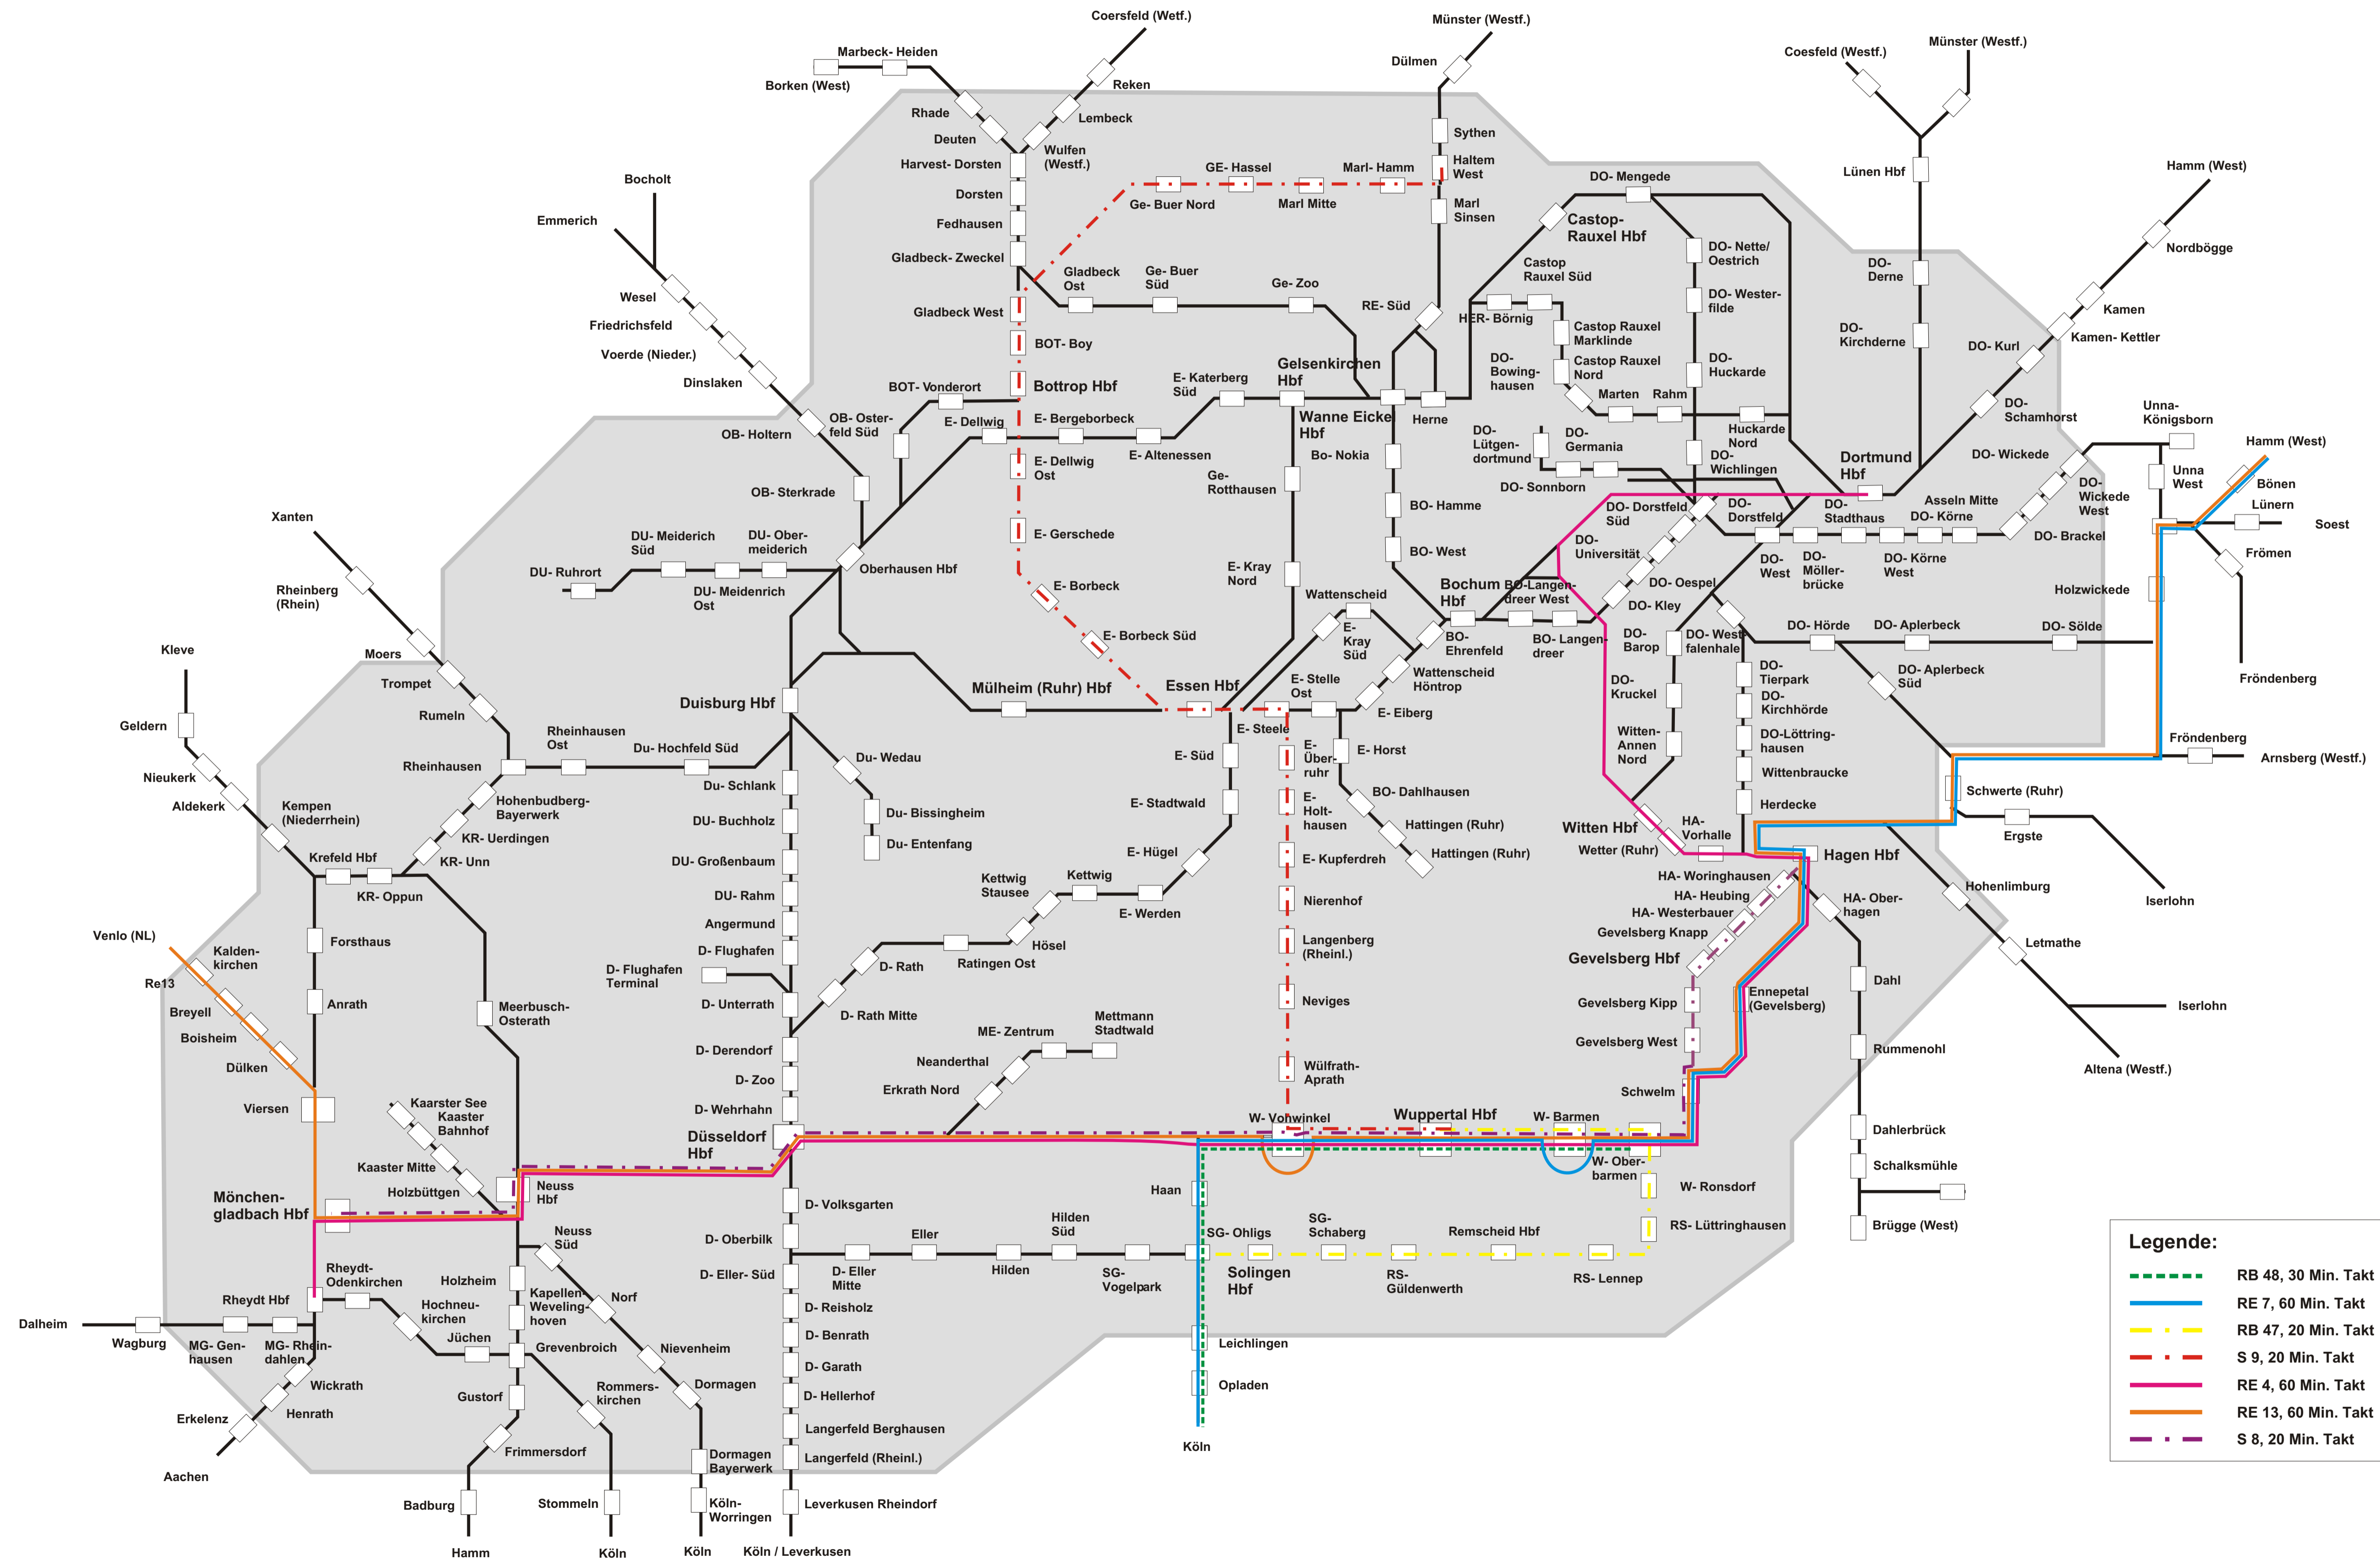 Coersfeld (Wetf.)
Münster (Westf.)
Marbeck- Heiden
Borken (West)
Reken
Dülmen
Coesfeld (Westf.)
Münster (Westf.)
Rhade
Lembeck
Deuten
Wulfen
(Westf.)
Harvest- Dorsten
Dorsten
Fedhausen
Gladbeck- Zweckel
Sythen
Haltem
West
Marl
Sinsen
GE- Hassel
Marl- Hamm
Ge- Buer Nord
Marl Mitte
DO- Mengede
Castop-
Rauxel Hbf
Lünen Hbf
Hamm (West)
Nordbögge
Bocholt
Emmerich
Wesel
Friedrichsfeld
Voerde (Nieder.)
Dinslaken
OB- Holtern
OB- Sterkrade
Gladbeck
Ost
Ge- Buer
Süd
Ge- Zoo
Gladbeck West
BOT- Boy
Bottrop Hbf
BOT- Vonderort
OB- Oster-
feld Süd
RE- Süd
Castop
Rauxel Süd
HER- Börnig
Castop Rauxel
Marklinde
Castop Rauxel
Nord
DO-
Bowing-
hausen
Marten
Rahm
DO- Nette/
Oestrich
DO- Wester-
filde
DO-
Huckarde
Huckarde
Nord
DO-
Derne
DO-
Kirchderne
DO- Kurl
Kamen
Kamen- Kettler
DO-
Schamhorst
Gelsenkirchen
Hbf
E- Katerberg
Süd
Wanne Eickel
Hbf
Herne
E- Dellwig
E- Bergeborbeck
E- Altenessen
E- Dellwig
Ost
E- Gerschede
E- Borbeck
E- Borbeck Süd
Ge-
Rotthausen
E- Kray
Nord
Bo- Nokia
BO- Hamme
BO- West
DO-
Lütgen-
dortmund
DO-
Germania
DO- Sonnborn
DO-
Wichlingen
Dortmund
Hbf
DO- Wickede
Unna-
Königsborn
Hamm (West)
Unna
West
DO-
Wickede
West
Bönen
Lünern
Soest
Frömen
Holzwickede
Fröndenberg
DO- Dorstfeld
Süd
DO-
Dorstfeld
DO-
Stadthaus
Asseln Mitte
DO- Körne
DO- Brackel
DO-
Universität
DO-
West
DO-
Möller-
brücke
DO- Körne
West
DO- Oespel
DO- Kley
Xanten
Rheinberg
(Rhein)
Moers
Trompet
Rumeln
Rheinhausen
DU- Ruhrort
DU- Meiderich
Süd
DU- Ober-
meiderich
DU- Meidenrich
Ost
Oberhausen Hbf
Duisburg Hbf
Mülheim (Ruhr) Hbf
Essen Hbf
Wattenscheid
E-
Kray
Süd
Bochum
Hbf
BO-Langen-
dreer West
BO- Langen-
dreer
BO-
Ehrenfeld
Wattenscheid
Höntrop
E- Eiberg
E- Stelle
Ost
E- Steele
DO-
Barop
DO- West-
falenhale
DO- Hörde
DO- Aplerbeck
DO- Sölde
DO- Aplerbeck
Süd
DO-
Kruckel
DO-
Tierpark
DO-
Kirchhörde
DO-Löttring-
hausen
Wittenbraucke
Herdecke
Witten-
Annen
Nord
Witten Hbf
Wetter (Ruhr)
HA-
Vorhalle
Hagen Hbf
Fröndenberg
Arnsberg (Westf.)
Schwerte (Ruhr)
Ergste
Iserlohn
Hohenlimburg
Letmathe
Iserlohn
Altena (Westf.)
Kleve
Geldern
Nieukerk
Aldekerk
Kempen
(Niederrhein)
Krefeld Hbf
KR- Oppun
KR- Unn
KR- Uerdingen
Hohenbudberg-
Bayerwerk
Rheinhausen
Ost
Du- Hochfeld Süd
Du- Schlank
DU- Buchholz
DU- Großenbaum
DU- Rahm
Angermund
D- Flughafen
D- Flughafen
Terminal
D- Unterrath
D- Derendorf
D- Zoo
D- Wehrhahn
Düsseldorf
Hbf
Du- Wedau
Du- Bissingheim
Du- Entenfang
E- Süd
E- Stadtwald
E- Hügel
E- Werden
Kettwig
Kettwig
Stausee
Hösel
Ratingen Ost
D- Rath
D- Rath Mitte
E-
Über-
ruhr
E-
Holt-
hausen
E- Kupferdreh
Nierenhof
Langenberg
(Rheinl.)
Neviges
Wülfrath-
Aprath
E- Horst
BO- Dahlhausen
Hattingen (Ruhr)
Hattingen (Ruhr)
HA- Woringhausen
HA- Heubing
HA- Westerbauer
Gevelsberg Knapp
Gevelsberg Hbf
Gevelsberg Kipp
Gevelsberg West
Schwelm
Ennepetal
(Gevelsberg)
HA- Ober-
hagen
Dahl
Rummenohl
Dahlerbrück
Schalksmühle
Brügge (West)
Venlo (NL)
Re13
Kalden-
kirchen
Breyell
Boisheim
Dülken
Viersen
Forsthaus
Anrath
Meerbusch-
Osterath
Kaarster See
Kaaster
Bahnhof
Kaaster Mitte
Holzbüttgen
Neuss
Hbf
Mönchen-
gladbach Hbf
ME- Zentrum
Mettmann
Stadtwald
Neanderthal
Erkrath Nord
W- Vohwinkel
Wuppertal Hbf
W- Barmen
W- Ober-
barmen
W- Ronsdorf
RS- Lüttringhausen
RS- Lennep
Remscheid Hbf
RS-
Güldenwerth
SG-
Schaberg
SG- Ohligs
Solingen
Hbf
Haan
Leichlingen
Opladen
Köln
D- Volksgarten
D- Oberbilk
D- Eller- Süd
D- Eller
Mitte
Eller
Hilden
Hilden
Süd
SG-
Vogelpark
D- Reisholz
D- Benrath
D- Garath
D- Hellerhof
Langerfeld Berghausen
Langerfeld (Rheinl.)
Leverkusen Rheindorf
Köln / Leverkusen
Neuss
Süd
Norf
Nievenheim
Dormagen
Dormagen
Bayerwerk
Köln-
Worringen
Köln
Holzheim
Kapellen-
Weveling-
hoven
Grevenbroich
Gustorf
Frimmersdorf
Badburg
Hamm
Rommers-
kirchen
Stommeln
Köln
Rheydt-
Odenkirchen
Rheydt Hbf
Hochneu-
kirchen
Jüchen
Dalheim
Wagburg
MG- Gen-
hausen
MG- Rhein-
dahlen
Wickrath
Henrath
Erkelenz
Aachen
Legende:
RB 48, 30 Min. Takt
RE 7, 60 Min. Takt
RB 47, 20 Min. Takt
S 9, 20 Min. Takt
RE 4, 60 Min. Takt
RE 13, 60 Min. Takt
S 8, 20 Min. Takt